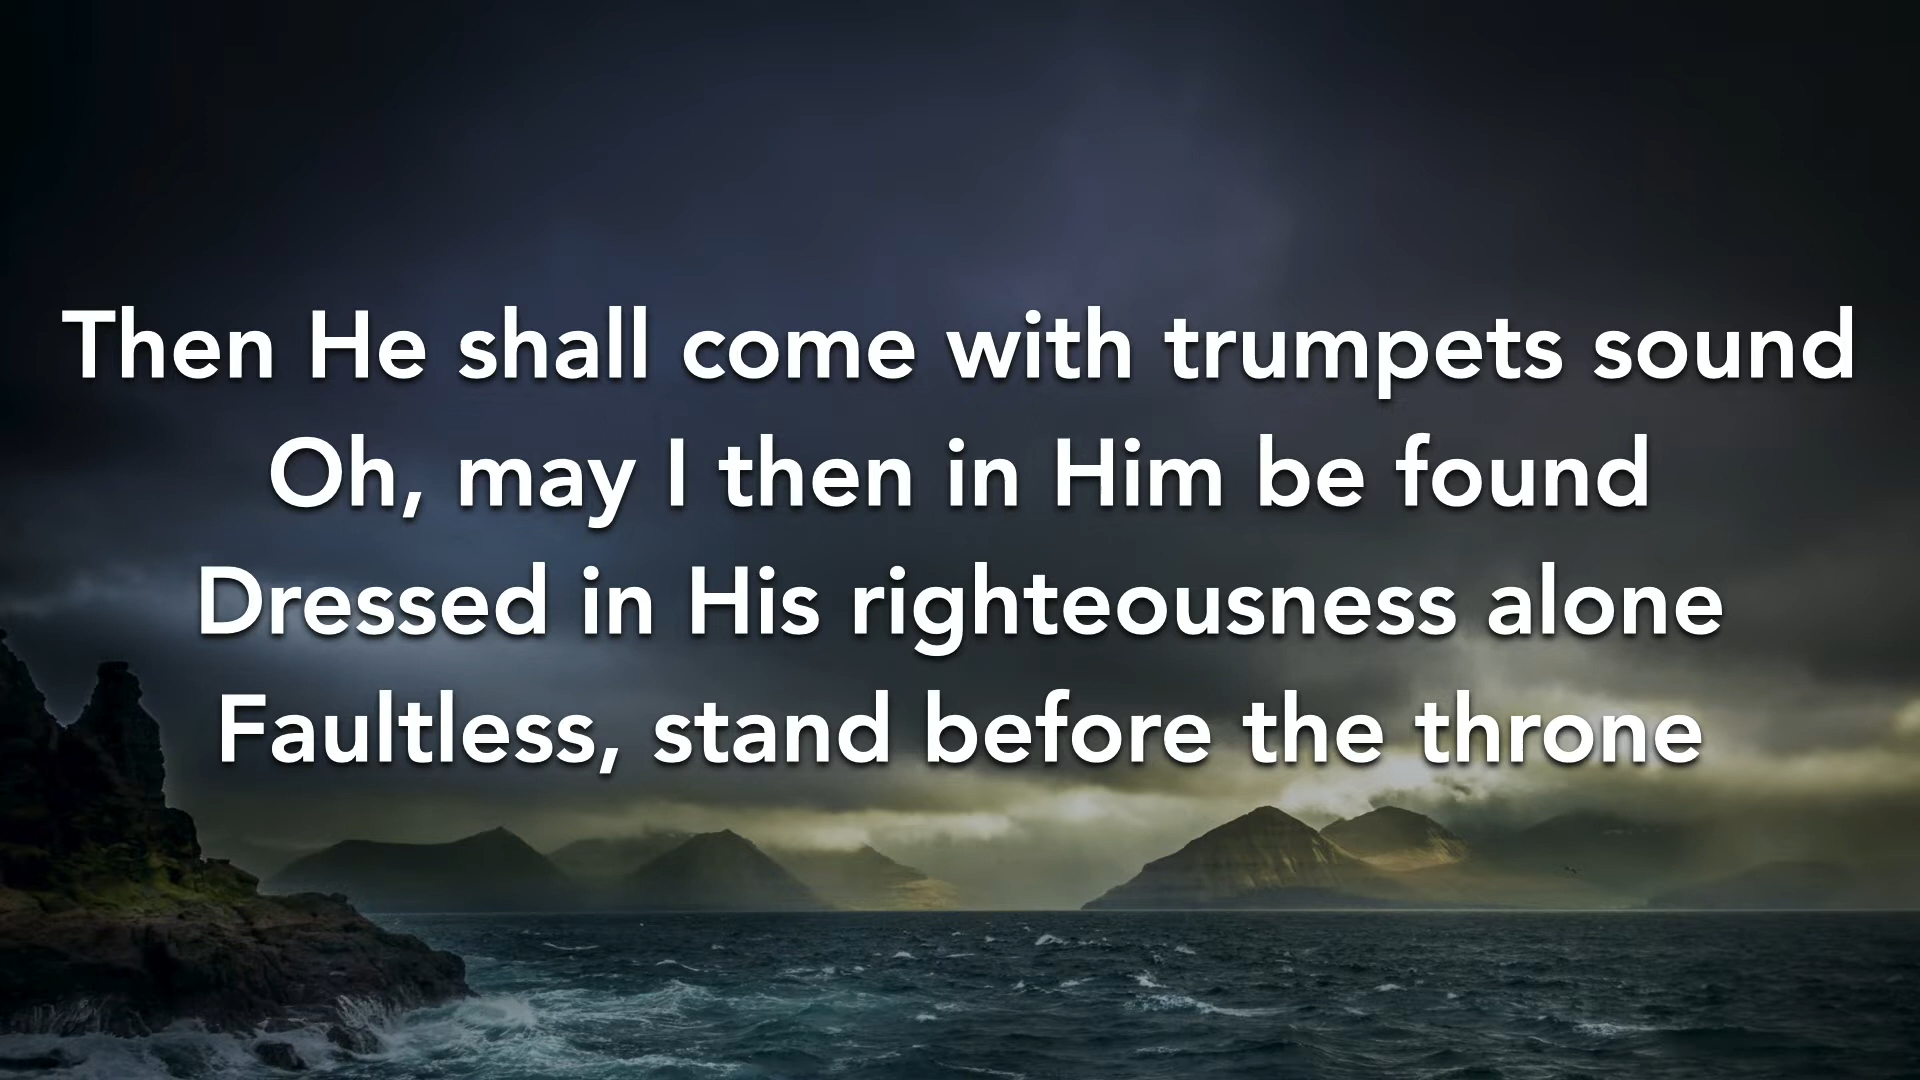 Then He shall come with trumpets sound
Oh, may I then in Him be found
Dressed in His righteousness alone
Faultless, stand before the throne